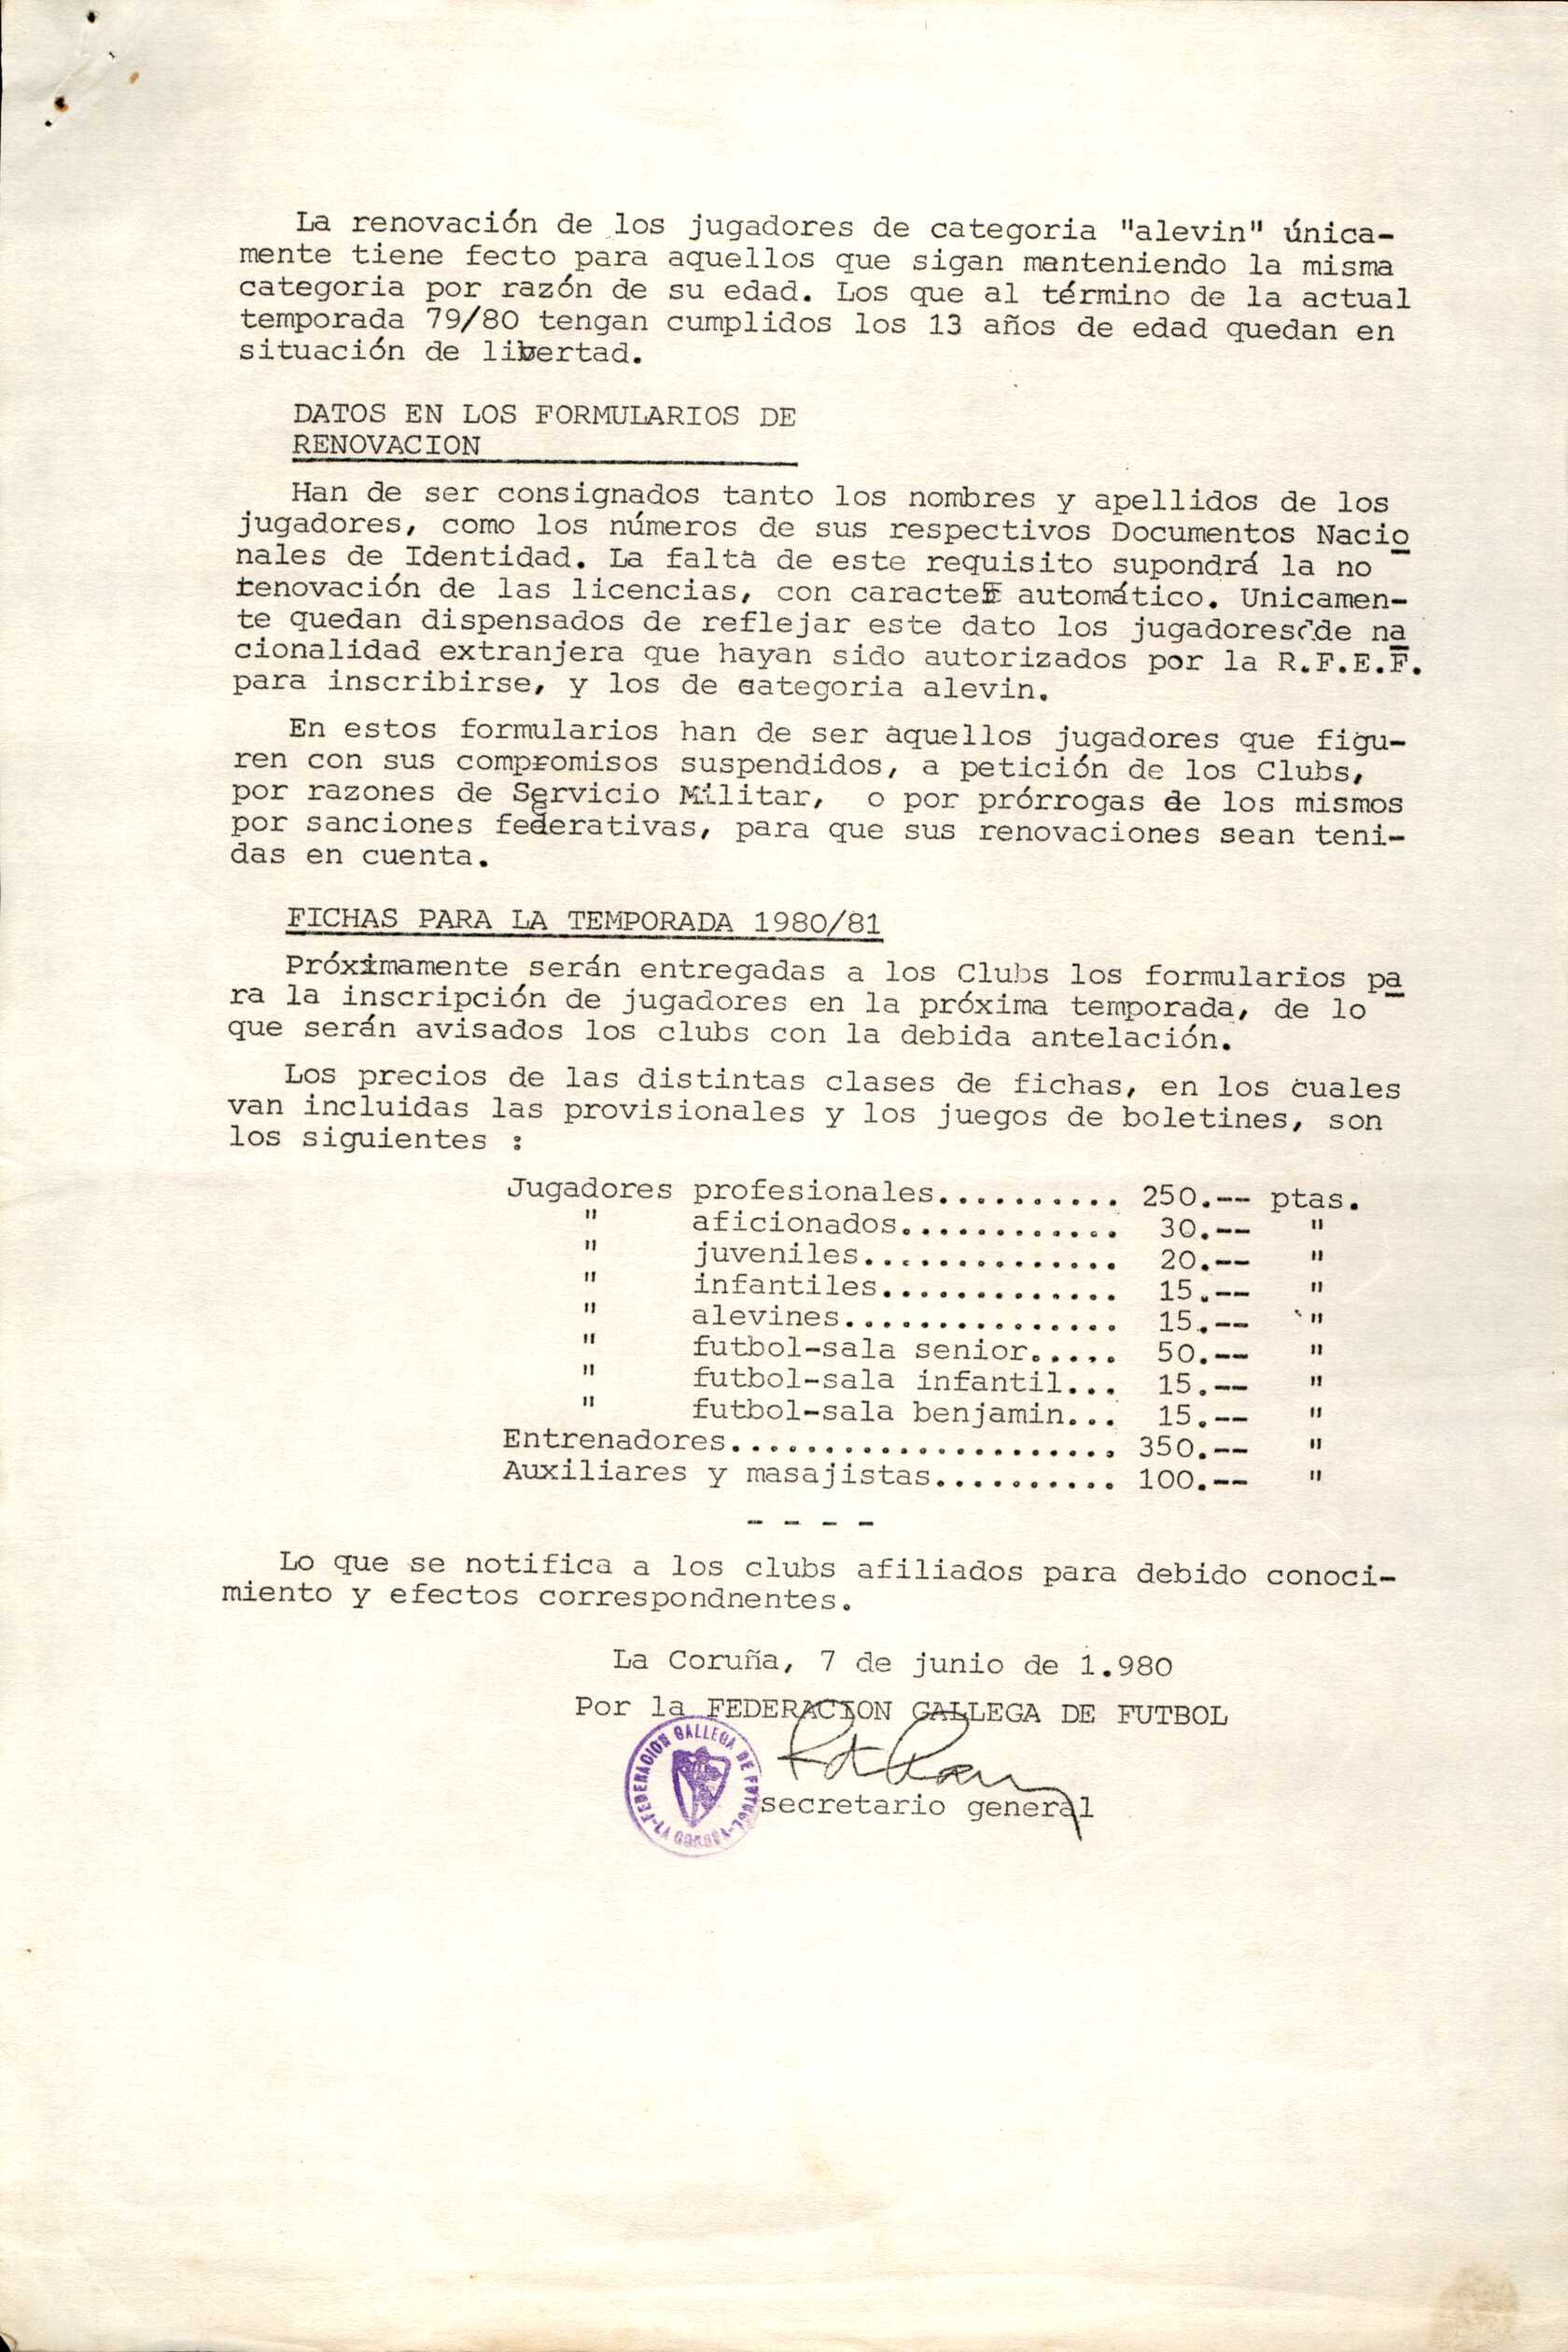 La renovación de los jugadores de categoria "alevin" única-
mente tiene fecto para aquellos que sigan manteniendo la misma
categoria por razón de su edad. Los que al término de la actual
temporada 79/80 tengan cumplidos los 13 años de edad quedan en
situación de libertad.
DATOS EN LOS FORMULARIOS DE
RENOVACION
Han de ser consignados tanto los nombres y apellidos de los
jugadores, como los números de sus respectivos Documentos Nacio
nales de Identidad. La falta de este requisito supondrá la no
renovación de las licencias, con caracter automático. Unicamen-
te quedan dispensados de reflejar este dato los jugadores de na
cionalidad extranjera que hayan sido autorizados por la R.F.E.F.
para inscribirse, y los de categoria alevin.
En estos formularios han de ser aquellos jugadores que figu-
ren con sus compromisos suspendidos, a petición de los Clubs,
por razones de Servicio Militar, o por prórrogas de los mismos
por sanciones federativas, para que sus renovaciones sean teni-
das en cuenta.
FICHAS PARA LA TEMPORADA 1980/81
Próximamente serán entregadas a los Clubs los formularios pa
ra la inscripción de jugadores en la próxima temporada, de lo
que serán avisados los clubs con la debida antelación.
Los precios de las distintas clases de fichas, en los cuales
van incluidas las provisionales y los juegos de boletines, son
los siguientes :
Jugadores profesionales.......... 250.-- ptas.
" aficionados............ 30.-- "
" juveniles.............. 20.-- "
" infantiles............. 15.-- "
" alevines............... 15.-- "
" futbol-sala senior..... 50.-- "
" futbol-sala infantil... 15.-- "
" futbol-sala benjamin... 15.-- "
Entrenadores..................... 350.-- "
Auxiliares y masajistas.......... 100.-- "
- - - -
Lo que se notifica a los clubs afiliados para debido conoci-
miento y efectos correspondnentes.
La Coruña, 7 de junio de 1.980
Por la FEDERACION GALLEGA DE FUTBOL
FEDERACION GALLEGA DE FUTBOL-LA CORUÑA-
secretario general